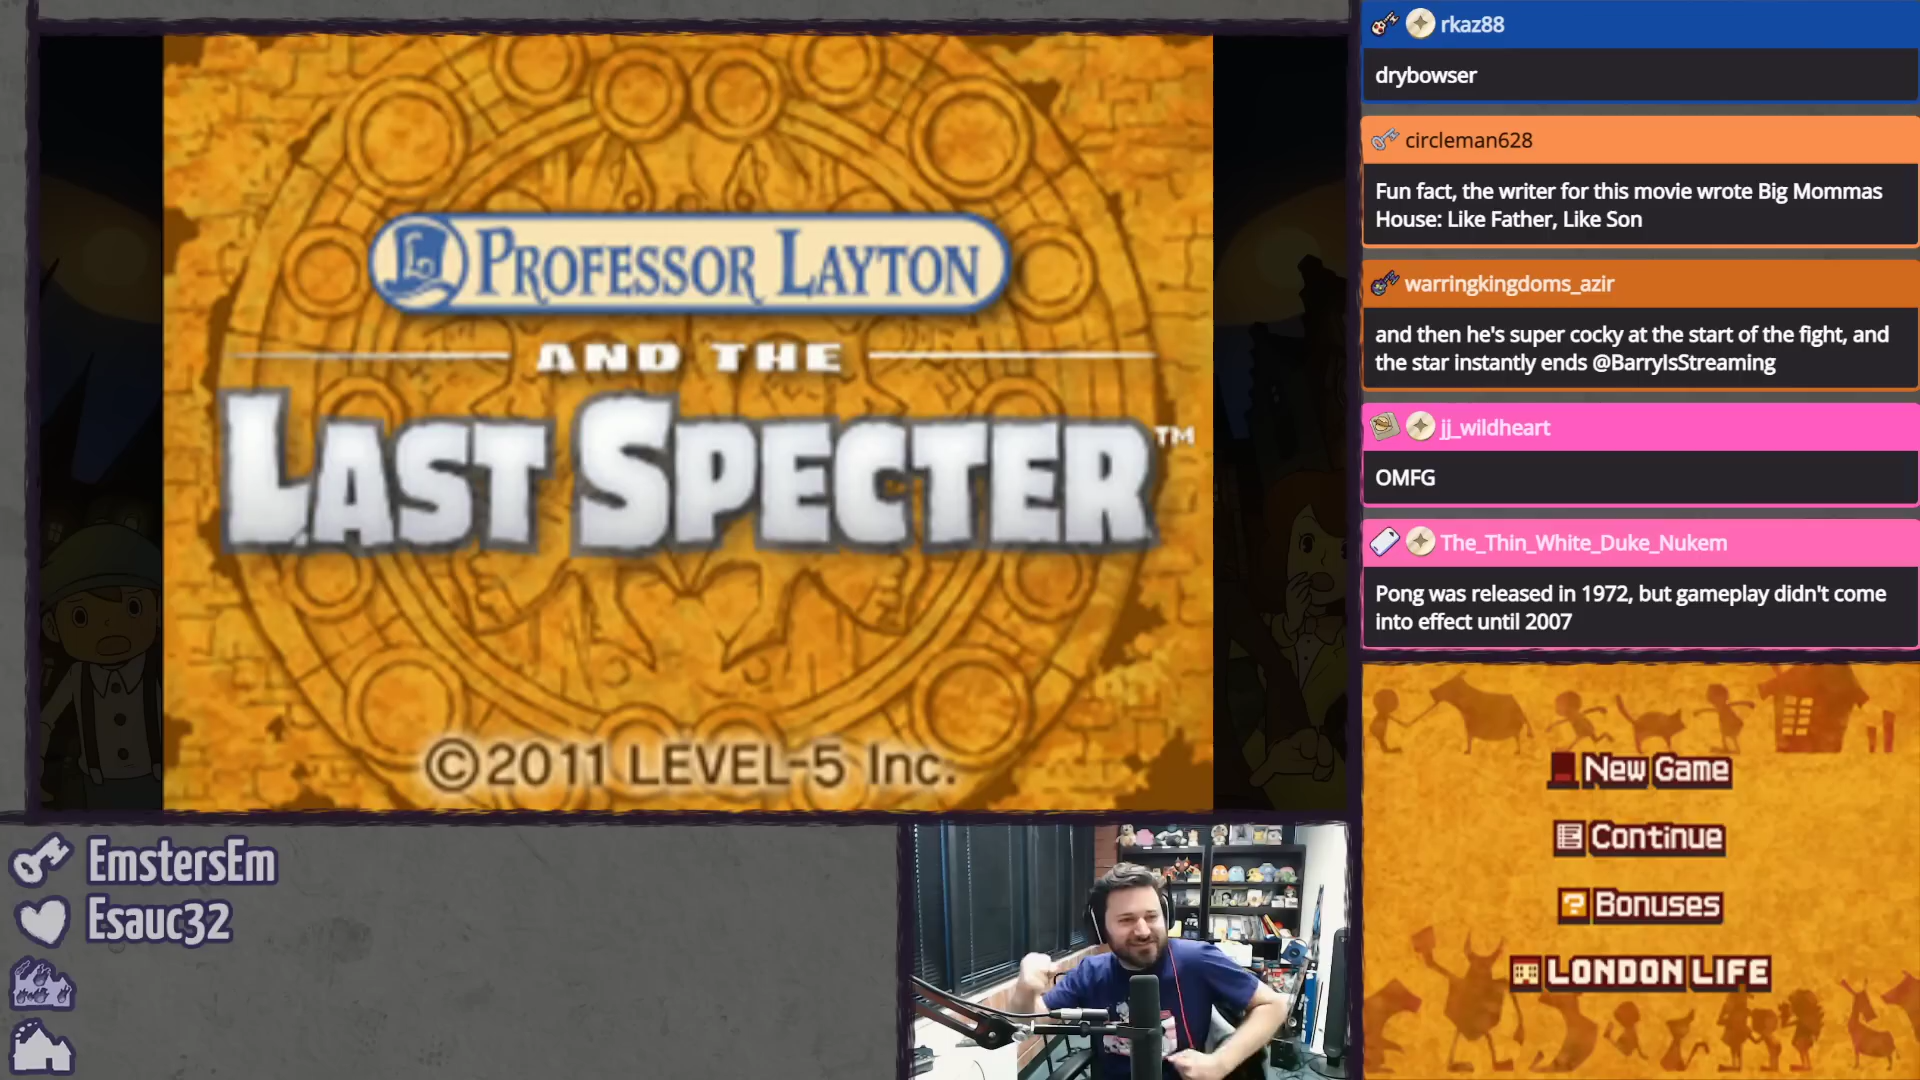 PROFESSOR LAYTON
AND THE
LAST SPECTER™
©2011 LEVEL-5 Inc.
rkaz88
drybowser
circleman628
Fun fact, the writer for this movie wrote Big Mommas
House: Like Father, Like Son
warringkingdoms_azir
and then he's super cocky at the start of the fight, and
the star instantly ends @BarryIsStreaming
jj_wildheart
OMFG
The_Thin_White_Duke_Nukem
Pong was released in 1972, but gameplay didn't come
into effect until 2007
New Game
Continue
Bonuses
LONDON LIFE
EmstersEm
Esauc32